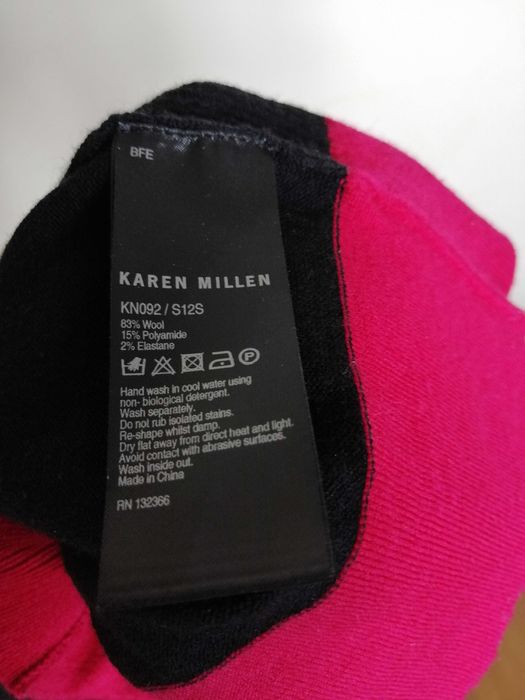 BFE
KAREN MILLEN
KN092 / S12S
83% Wool
15% Polyamide
2% Elastane
P
Hand wash in cool water using
non- biological detergent.
Wash separately.
Do not rub isolated stains.
Re-shape whilst damp.
Dry flat away from direct heat and light.
Avoid contact with abrasive surfaces.
Wash inside out.
Made in China
RN 132366